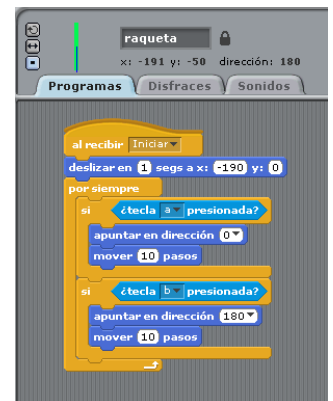 raqueta
x: -191 y: -50 dirección: 180
Programas Disfraces Sonidos
al recibir Iniciar
deslizar en 1 segs a x: -190 y: 0
por siempre
si ¿tecla a presionada?
apuntar en dirección 0
mover 10 pasos
si ¿tecla b presionada?
apuntar en dirección 180
mover 10 pasos